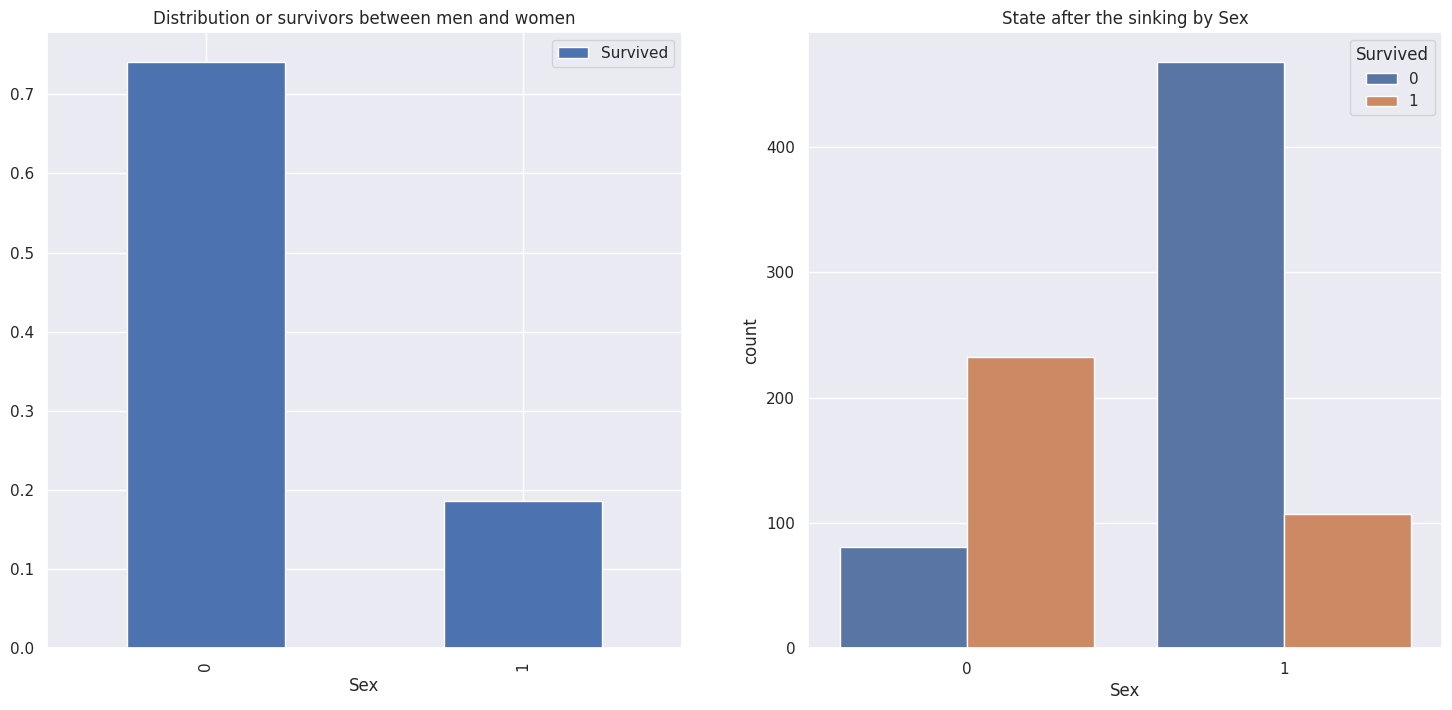 Distribution or survivors between men and women
Survived
0.7
0.6
0.5
0.4
0.3
0.2
0.1
0.0
0
1
Sex
State after the sinking by Sex
Survived
0
1
400
300
200
100
0
count
0
1
Sex